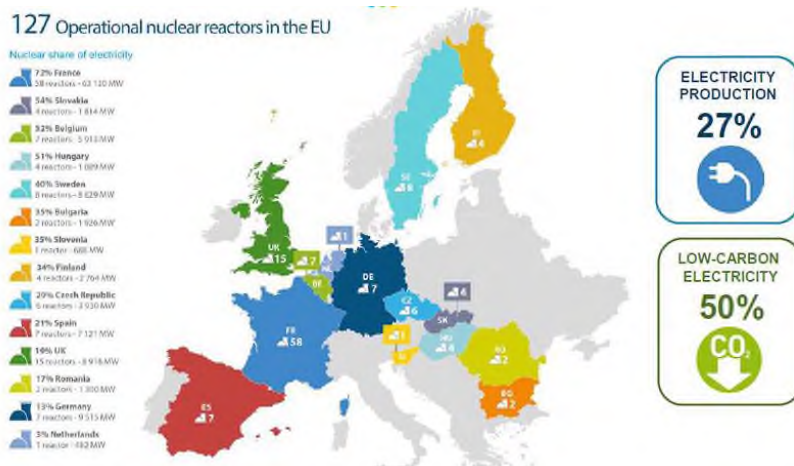 127 Operational nuclear reactors in the EU
Nuclear share of electricity
72% France
58 reactors - 63 130 MW
54% Slovakia
4 reactors - 1 814 MW
52% Belgium
7 reactors - 5 913 MW
51% Hungary
4 reactors - 1 889 MW
40% Sweden
8 reactors - 8 629 MW
35% Bulgaria
2 reactors - 1 926 MW
35% Slovenia
1 reactor - 688 MW
34% Finland
4 reactors - 2 764 MW
29% Czech Republic
6 reactors - 3 930 MW
21% Spain
7 reactors - 7 121 MW
19% UK
15 reactors - 8 918 MW
17% Romania
2 reactors - 1 300 MW
13% Germany
7 reactors - 9 515 MW
3% Netherlands
1 reactor - 482 MW
FI
4
SE
8
UK
15
1
7
NL
BE
DE
7
CZ
6
4
SK
FR
58
1
SI
HU
4
RO
2
BG
2
ES
7
ELECTRICITY
PRODUCTION
27%
LOW-CARBON
ELECTRICITY
50%
CO2